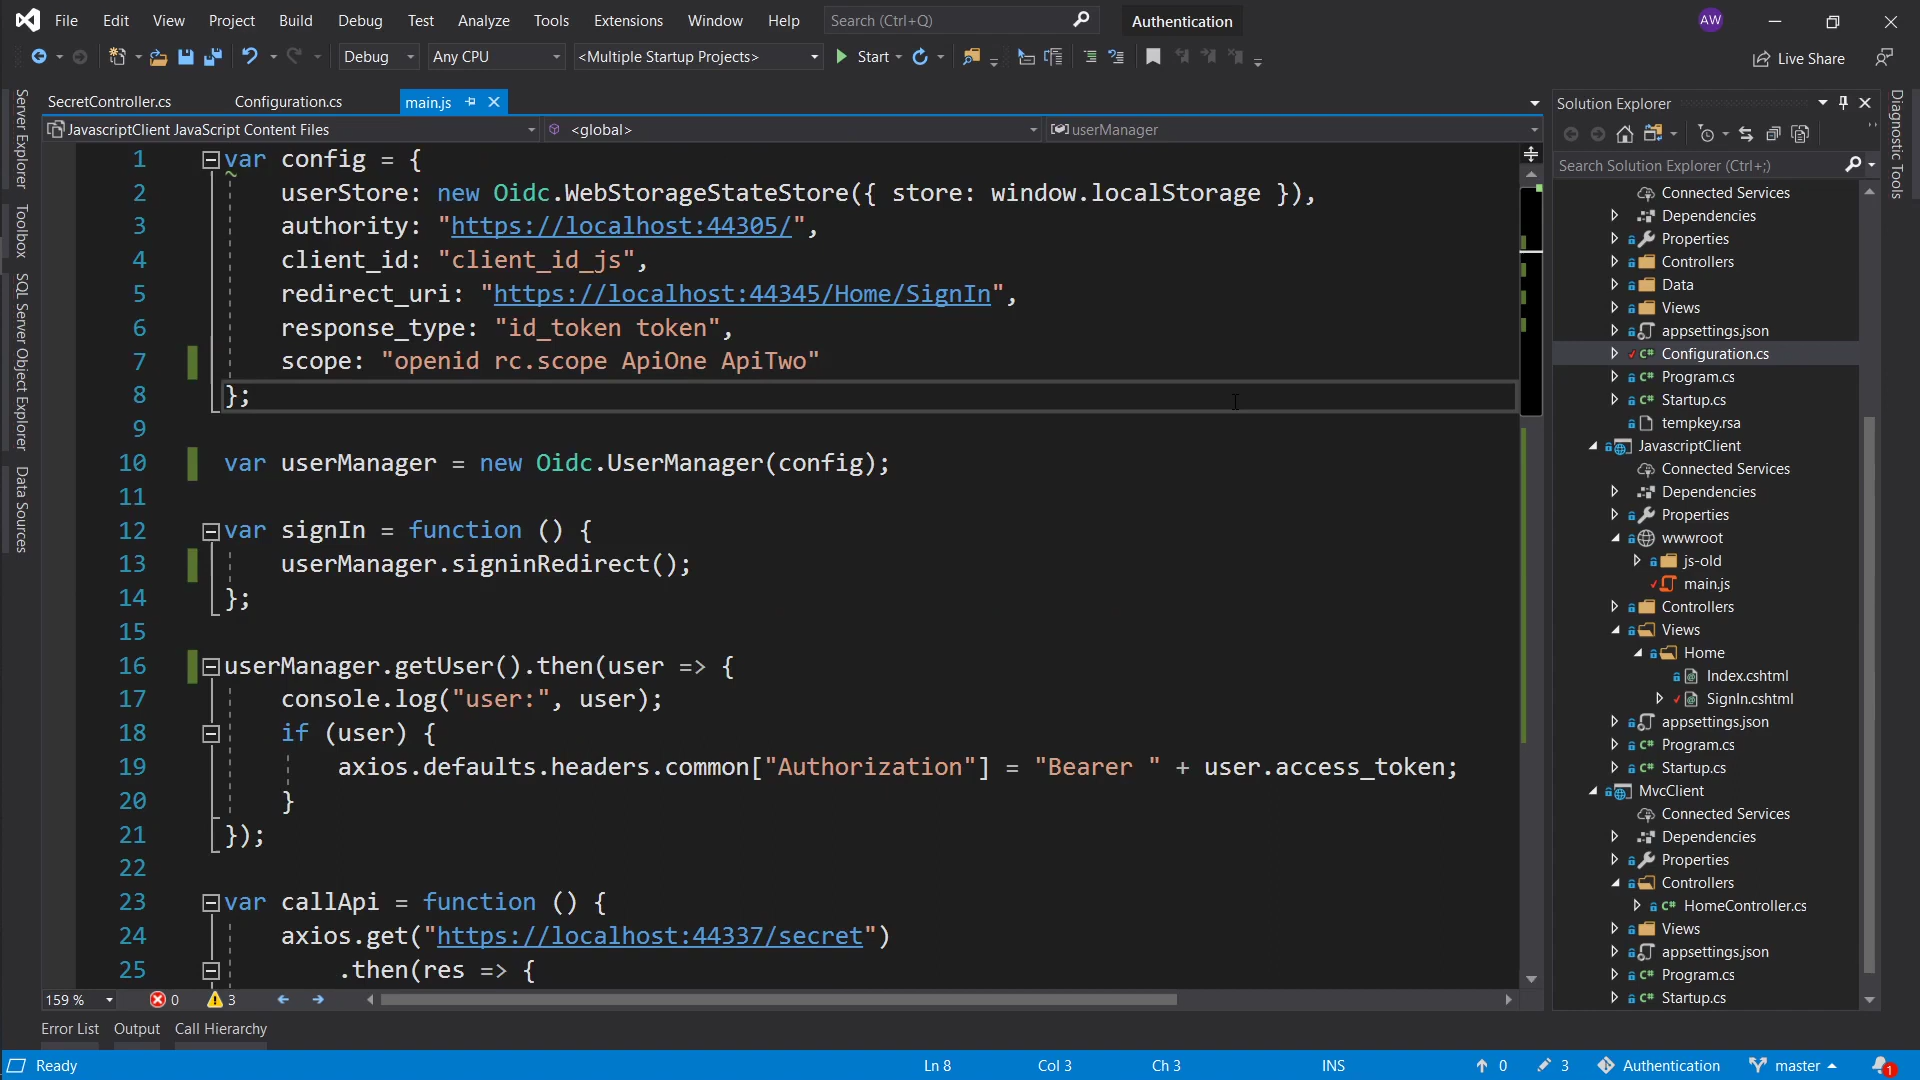 File Edit View Project Build Debug Test Analyze Tools Extensions Window Help Search (Ctrl+Q) Authentication AW
Debug Any CPU <Multiple Startup Projects> Start Live Share
SecretController.cs Configuration.cs main.js
JavascriptClient JavaScript Content Files <global> userManager
Server Explorer
Toolbox
SQL Server Object Explorer
Data Sources
1 var config = {
2 userStore: new Oidc.WebStorageStateStore({ store: window.localStorage }),
3 authority: "https://localhost:44305/",
4 client_id: "client_id_js",
5 redirect_uri: "https://localhost:44345/Home/SignIn",
6 response_type: "id_token token",
7 scope: "openid rc.scope ApiOne ApiTwo"
8 };
9
10 var userManager = new Oidc.UserManager(config);
11
12 var signIn = function () {
13 userManager.signinRedirect();
14 };
15
16 userManager.getUser().then(user => {
17 console.log("user:", user);
18 if (user) {
19 axios.defaults.headers.common["Authorization"] = "Bearer " + user.access_token;
20 }
21 });
22
23 var callApi = function () {
24 axios.get("https://localhost:44337/secret")
25 .then(res => {
159 % 0 3
Error List Output Call Hierarchy
Solution Explorer
Search Solution Explorer (Ctrl+;)
Connected Services
Dependencies
Properties
Controllers
Data
Views
appsettings.json
C# Configuration.cs
C# Program.cs
C# Startup.cs
tempkey.rsa
JavascriptClient
Connected Services
Dependencies
Properties
wwwroot
js-old
main.js
Controllers
Views
Home
Index.cshtml
SignIn.cshtml
appsettings.json
C# Program.cs
C# Startup.cs
MvcClient
Connected Services
Dependencies
Properties
Controllers
C# HomeController.cs
Views
appsettings.json
C# Program.cs
C# Startup.cs
Diagnostic Tools
Ready Ln 8 Col 3 Ch 3 INS 0 3 Authentication master 1